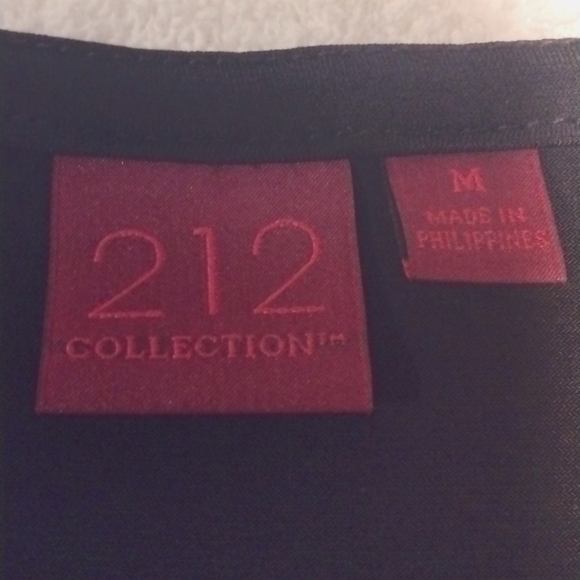 212
COLLECTION™
M
MADE IN
PHILIPPINES